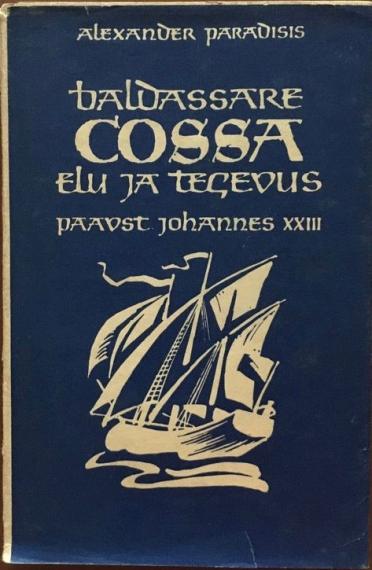 ALEXANDER PARADISIS
BALDASSARE
COSSA
ELU JA TEGEVUS
PAAVST JOHANNES XXIII